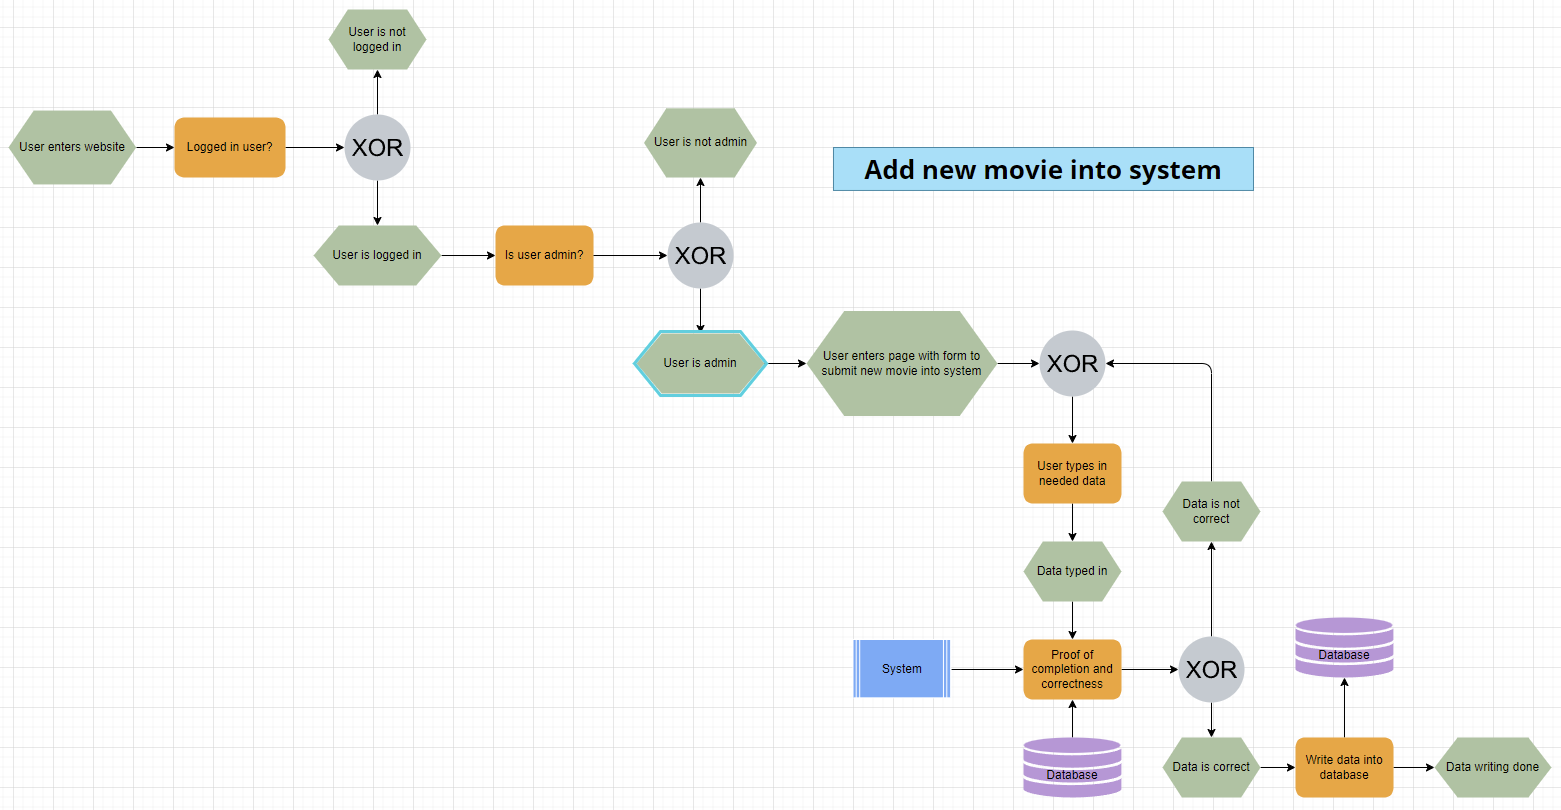 User is not
logged in
User enters website
Logged in user?
XOR
User is not admin
Add new movie into system
User is logged in
Is user admin?
XOR
User is admin
User enters page with form to
submit new movie into system
XOR
User types in
needed data
Data is not
correct
Data typed in
System
Proof of
completion and
correctness
XOR
Database
Database
Data is correct
Write data into
database
Data writing done